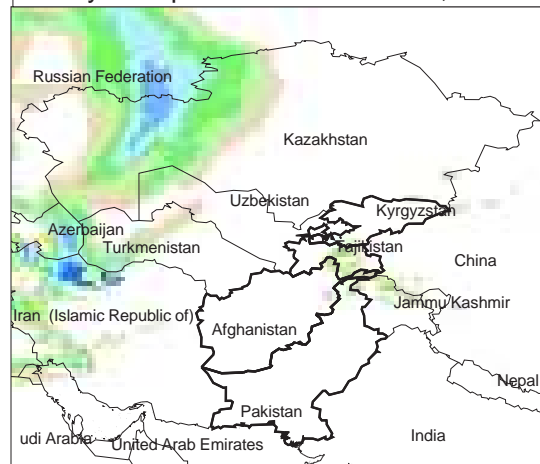 Russian Federation
Kazakhstan
Uzbekistan
Kyrgyzstan
Azerbaijan
Turkmenistan
Tajikistan
China
Jammu Kashmir
Iran (Islamic Republic of)
Afghanistan
Nepal
Pakistan
udi Arabia
United Arab Emirates
India